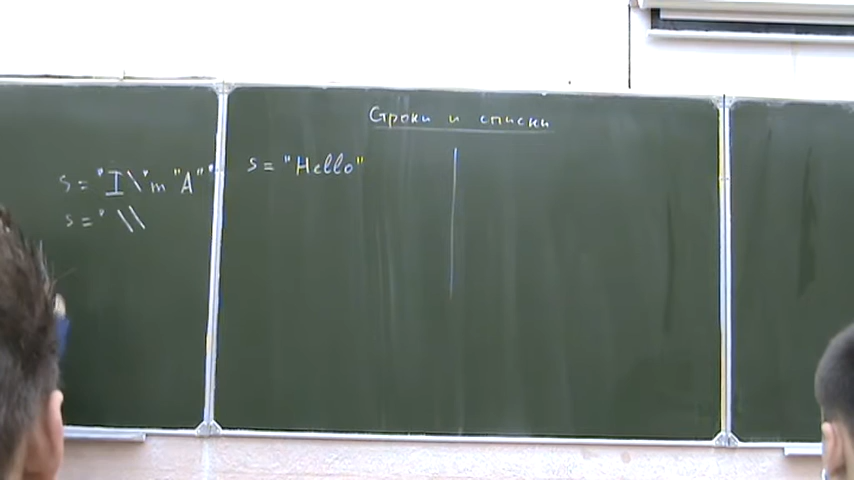 Строки и списки
s = 'I\'m "A"'
s = '\\
s = "Hello"